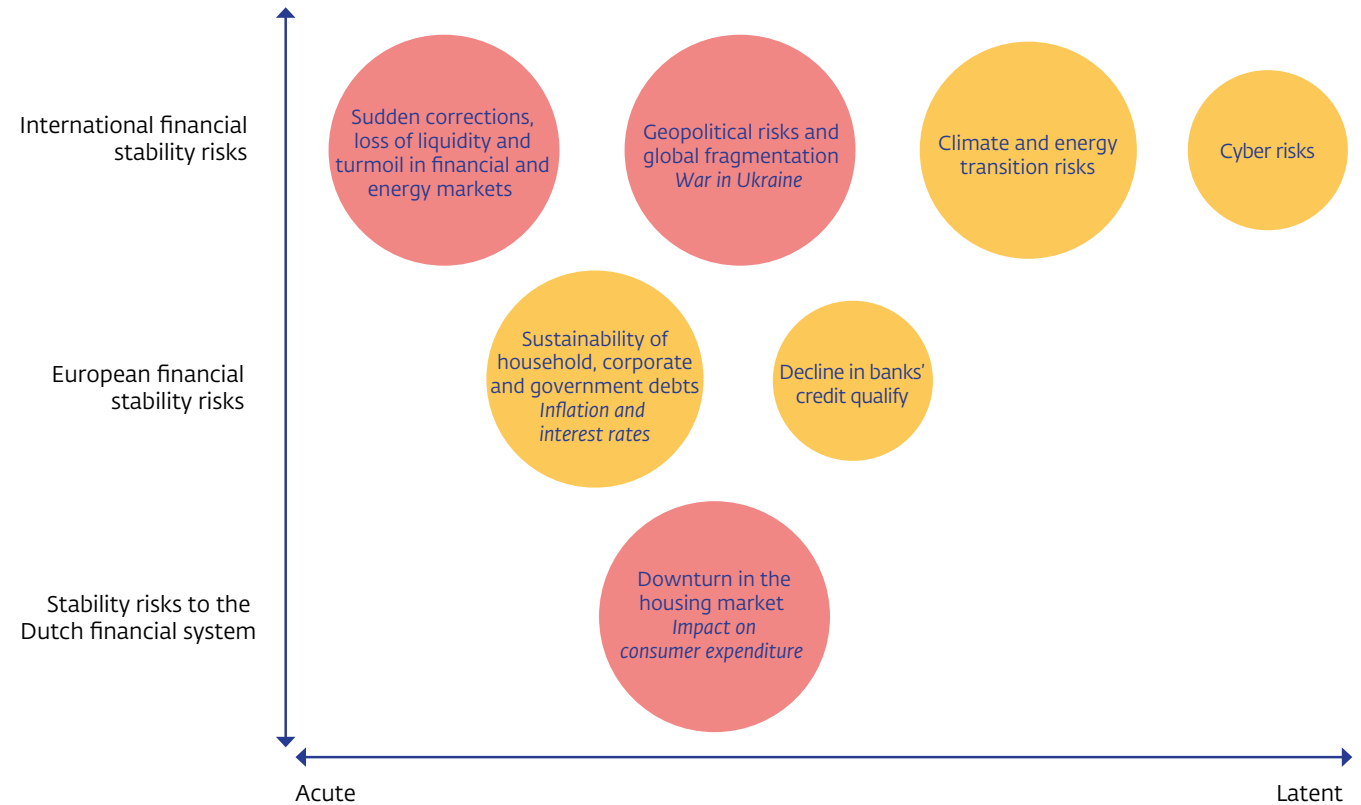 International financial
stability risks
Sudden corrections,
loss of liquidity and
turmoil in financial and
energy markets
Geopolitical risks and
global fragmentation
War in Ukraine
Climate and energy
transition risks
Cyber risks
European financial
stability risks
Sustainability of
household, corporate
and government debts
Inflation and
interest rates
Decline in banks’
credit qualify
Stability risks to the
Dutch financial system
Downturn in the
housing market
Impact on
consumer expenditure
Acute
Latent